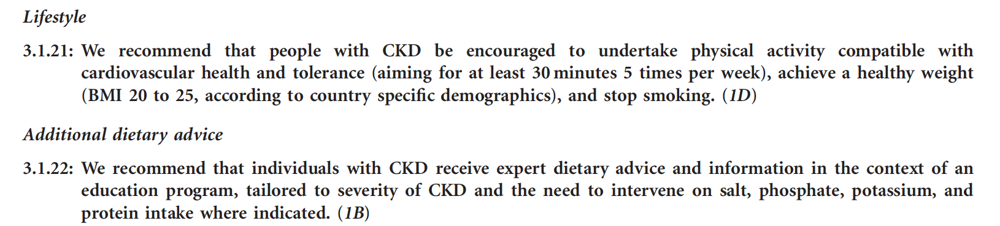 Lifestyle
3.1.21: We recommend that people with CKD be encouraged to undertake physical activity compatible with
cardiovascular health and tolerance (aiming for at least 30 minutes 5 times per week), achieve a healthy weight
(BMI 20 to 25, according to country specific demographics), and stop smoking. (1D)
Additional dietary advice
3.1.22: We recommend that individuals with CKD receive expert dietary advice and information in the context of an
education program, tailored to severity of CKD and the need to intervene on salt, phosphate, potassium, and
protein intake where indicated. (1B)